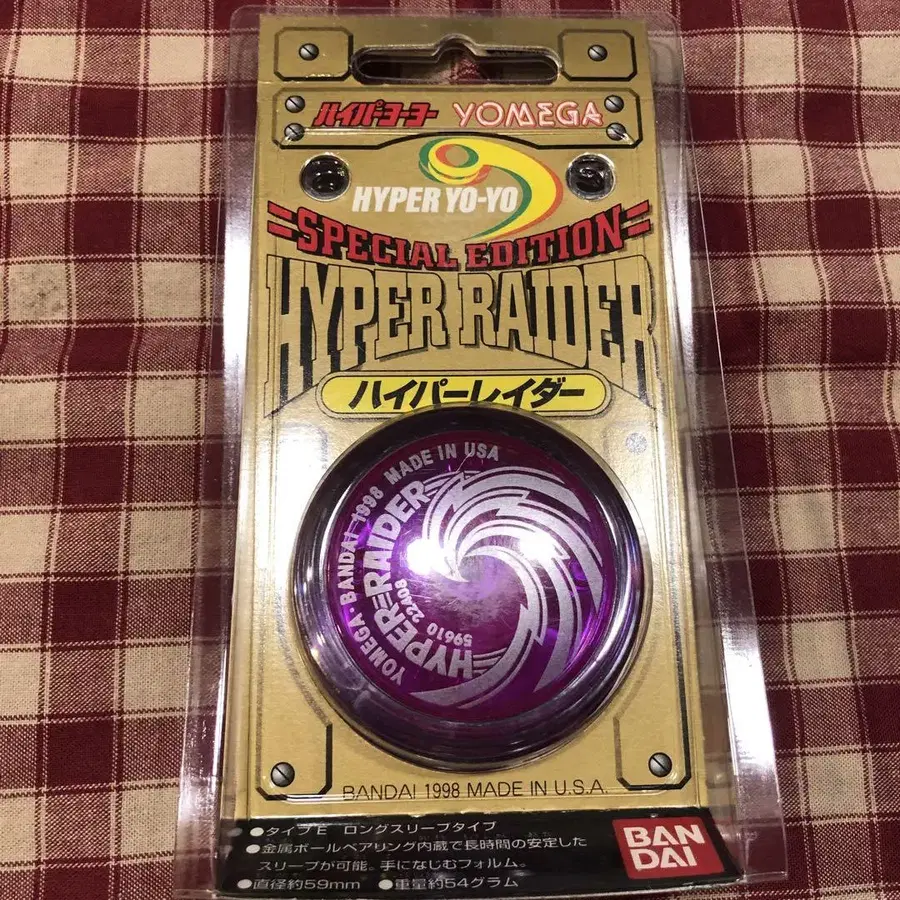 ハイパーヨーヨー YOMEGA
HYPER YO-YO
SPECIAL EDITION
HYPER RAIDER
ハイパーレイダー
YOMEGA・BANDAI 1998 MADE IN USA
HYPER RAIDER
59610 22408
BANDAI 1998 MADE IN U.S.A.
●タイプE ロングスリープタイプ
●金属ボールベアリング内蔵で長時間の安定した
スリープが可能。手になじむフォルム。
●直径約59mm ●重量約54グラム
BAN
DAI